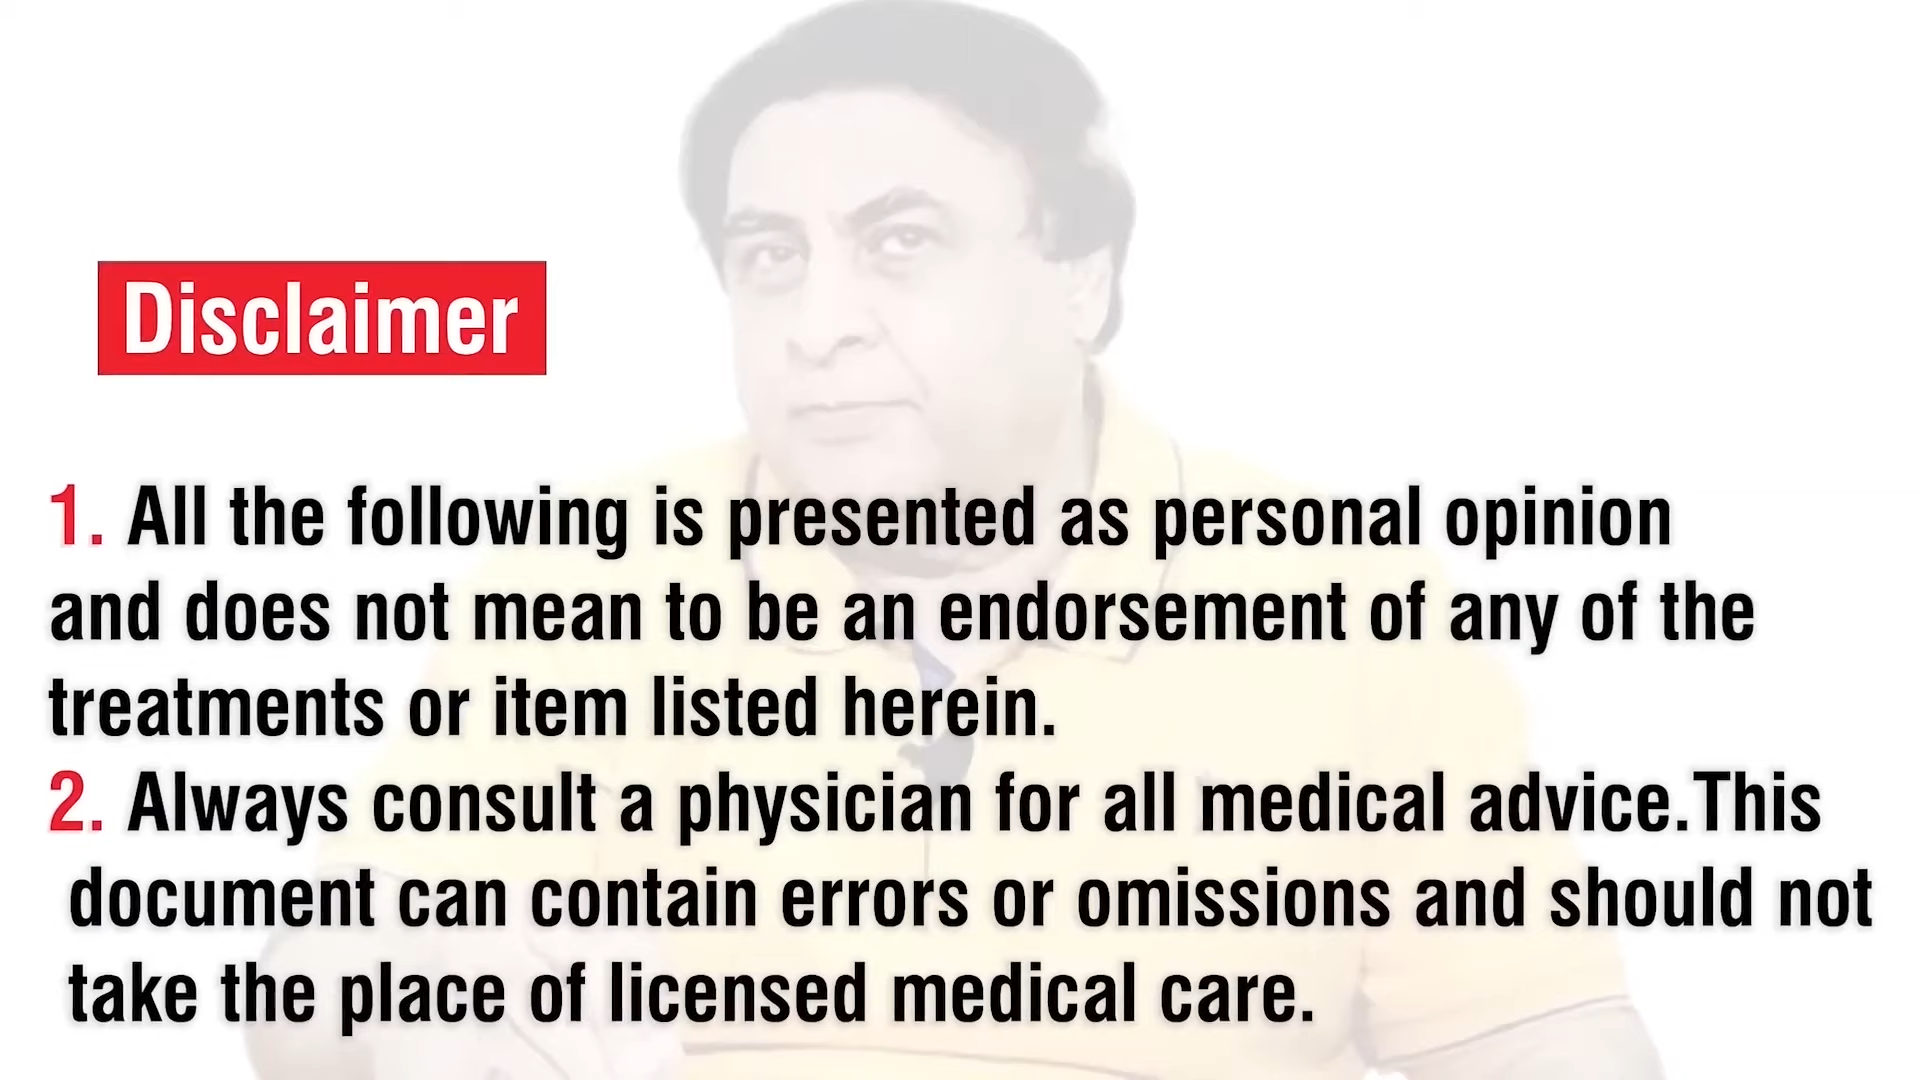 Disclaimer
1. All the following is presented as personal opinion
and does not mean to be an endorsement of any of the
treatments or item listed herein.
2. Always consult a physician for all medical advice.This
document can contain errors or omissions and should not
take the place of licensed medical care.